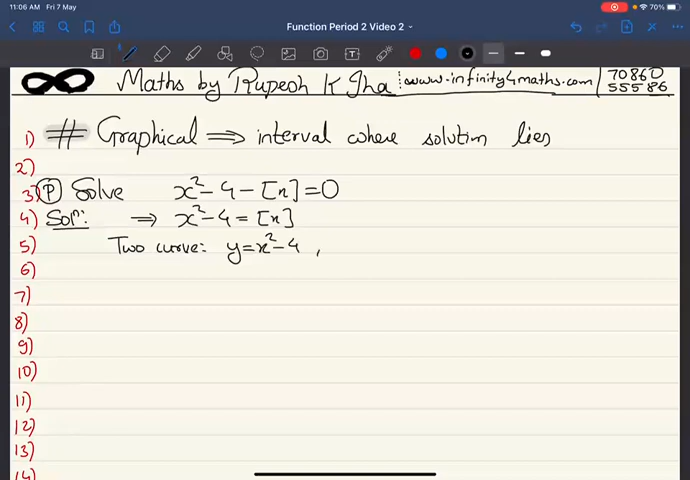 11:06 AM Fri 7 May
70%
Function Period 2 Video 2
Maths by Rupesh K Jha www.infinity4maths.com 70860 55586
1) # Graphical ⇒ interval where solution lies
2)
3) (P) Solve x² - 4 - [x] = 0
4) Solⁿ: ⇒ x² - 4 = [x]
5) Two curve: y = x² - 4 ,
6)
7)
8)
9)
10)
11)
12)
13)
14)